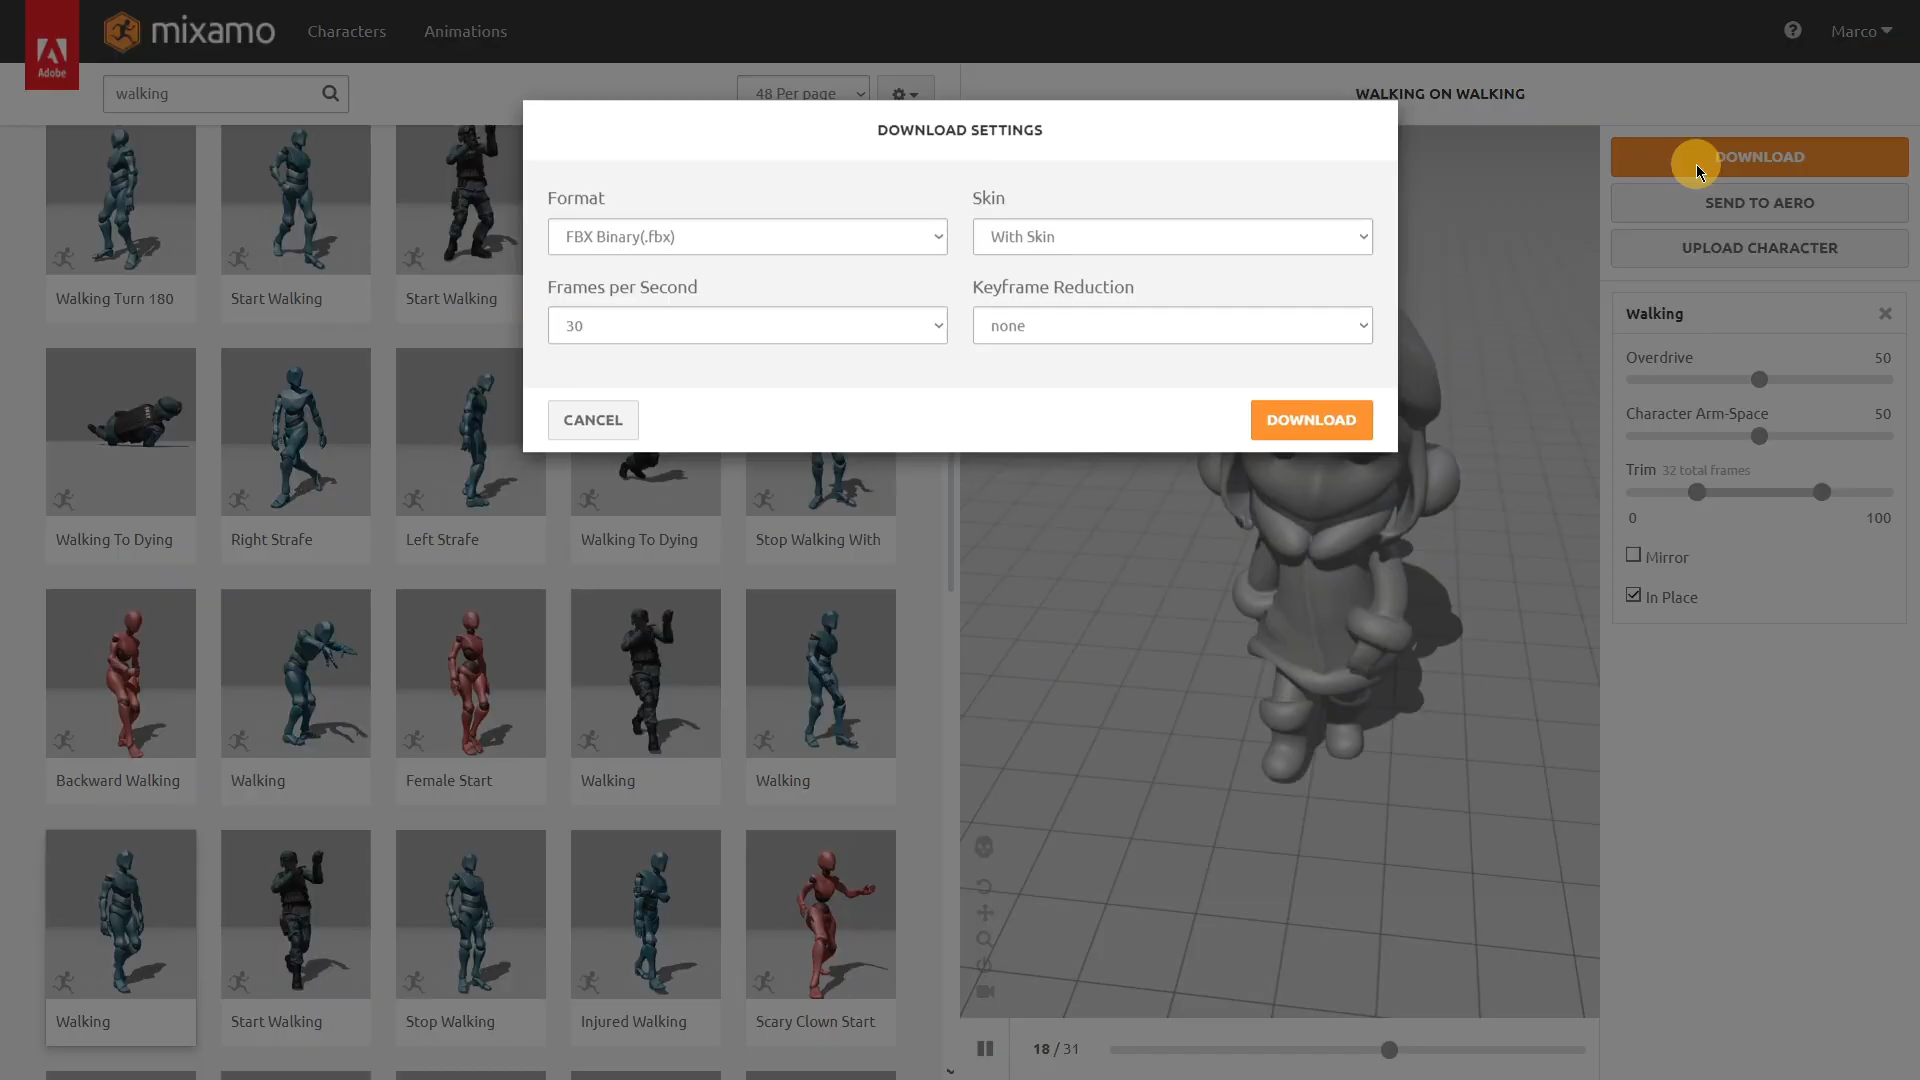 Adobe
mixamo
Characters
Animations
Marco
walking
48 Per page
WALKING ON WALKING
DOWNLOAD SETTINGS
Format
Skin
FBX Binary(.fbx)
With Skin
Frames per Second
Keyframe Reduction
30
none
CANCEL
DOWNLOAD
DOWNLOAD
SEND TO AERO
UPLOAD CHARACTER
Walking
Overdrive
50
Character Arm-Space
50
Trim 32 total frames
0
100
Mirror
In Place
Walking Turn 180
Start Walking
Start Walking
Walking To Dying
Right Strafe
Left Strafe
Walking To Dying
Stop Walking With
Backward Walking
Walking
Female Start
Walking
Walking
Walking
Start Walking
Stop Walking
Injured Walking
Scary Clown Start
18 / 31